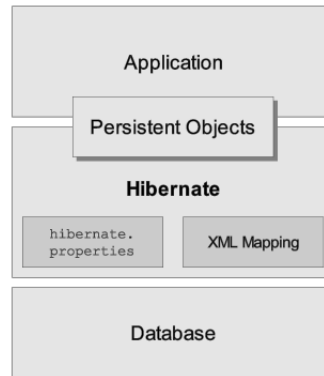 Application
Persistent Objects
Hibernate
hibernate.
properties
XML Mapping
Database